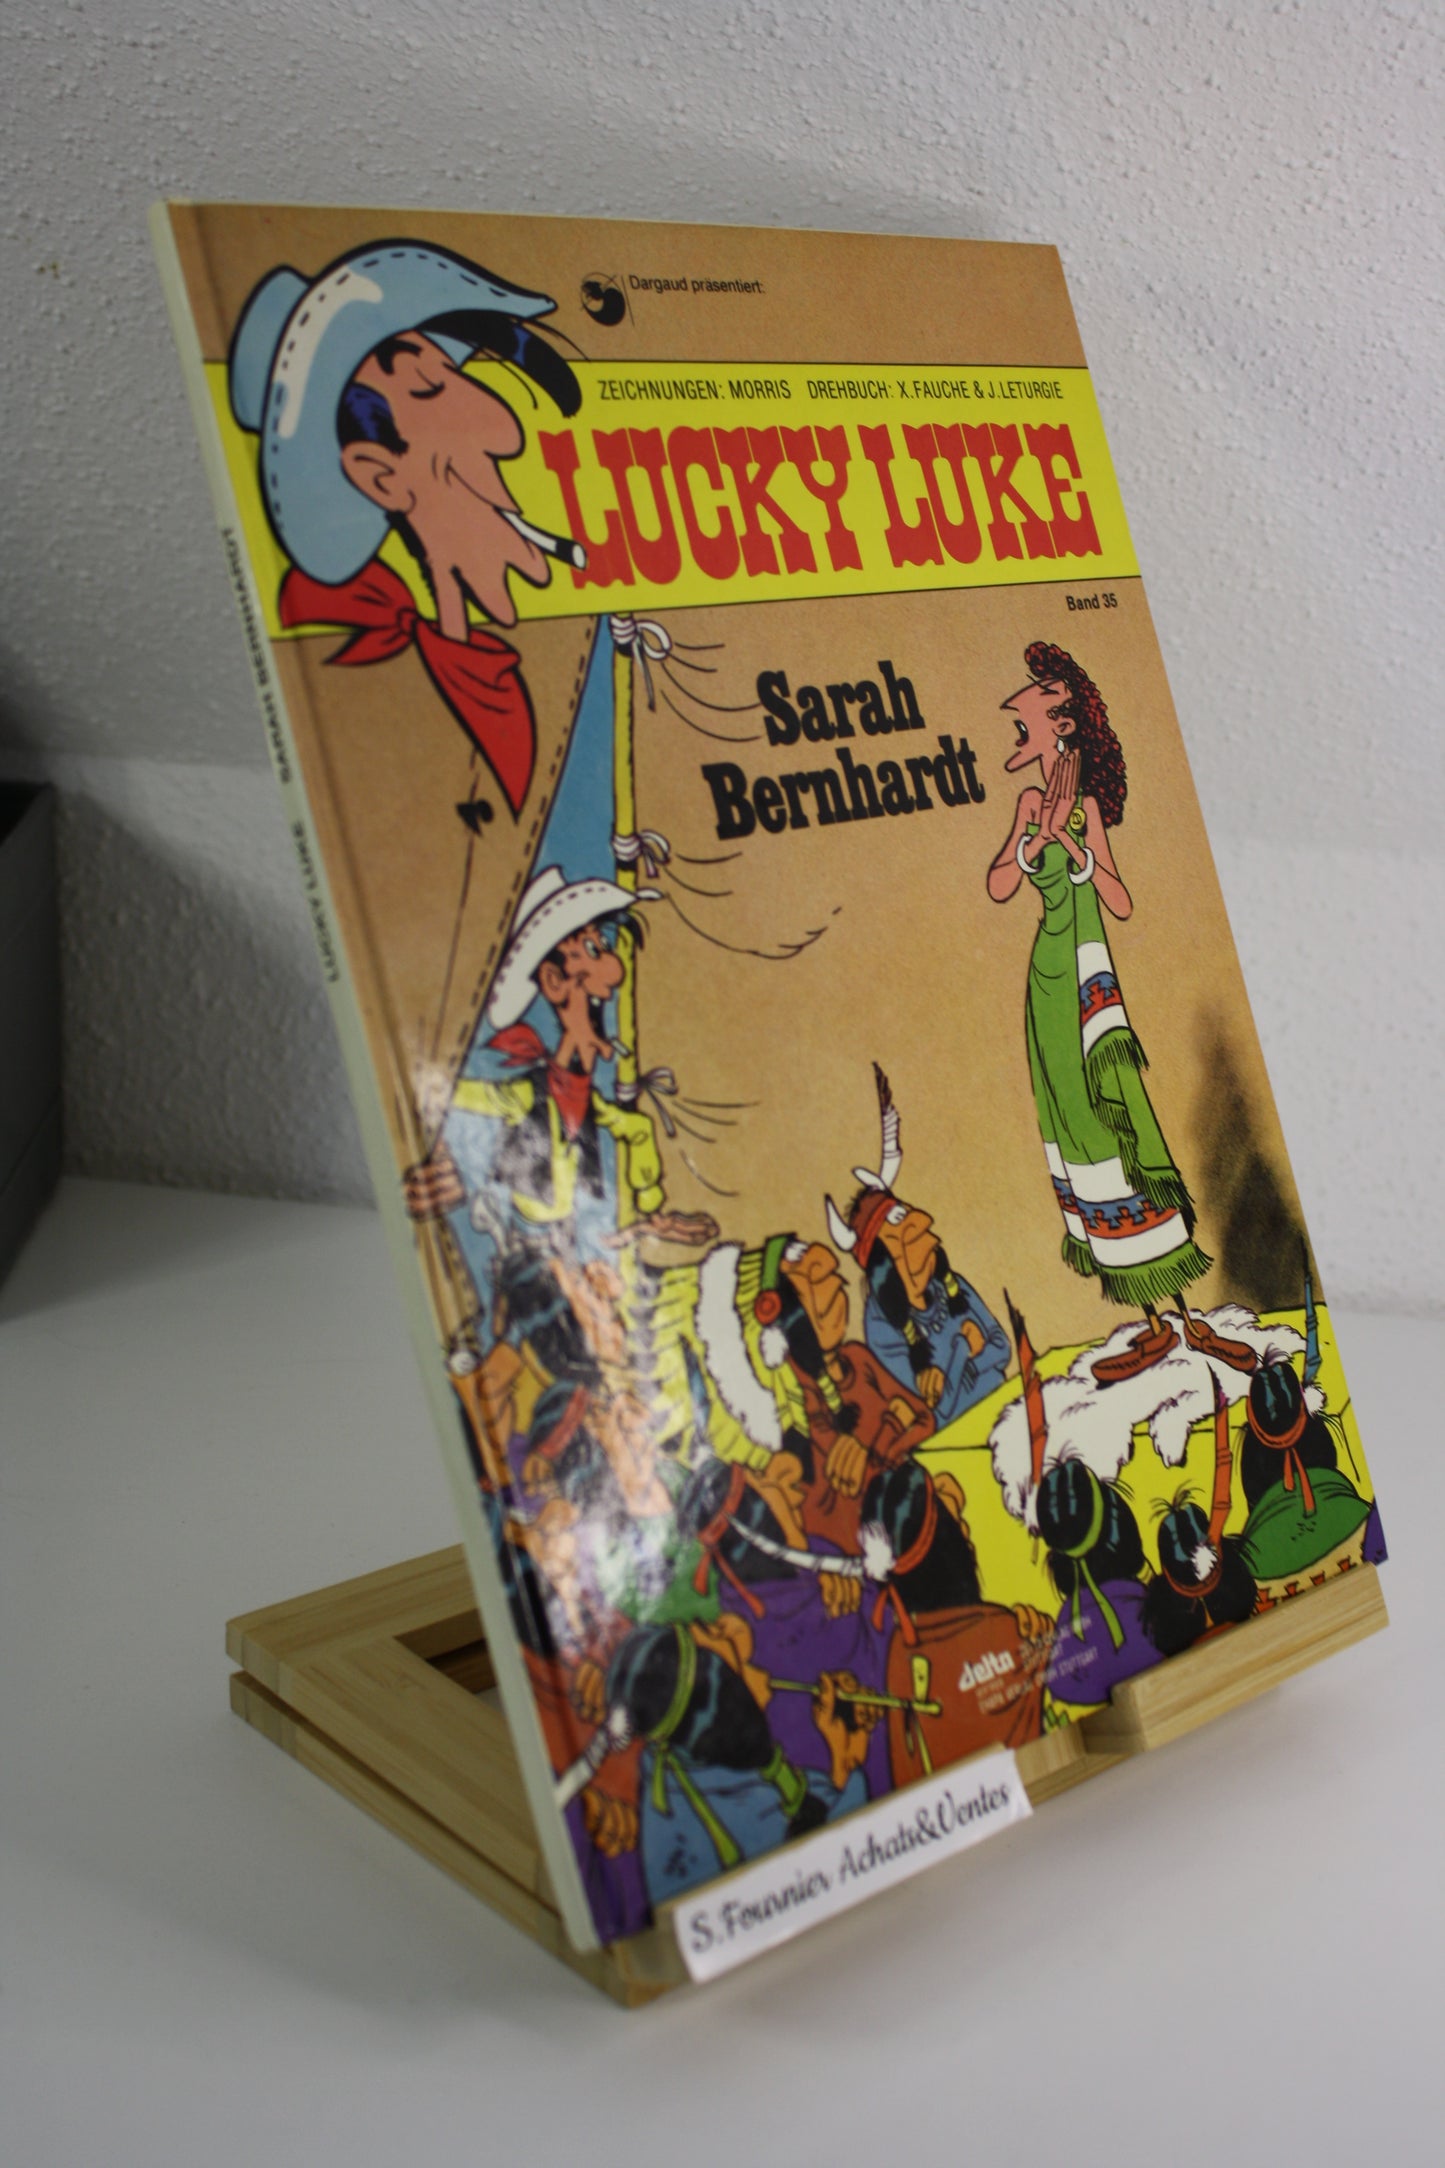 Dargaud präsentiert:
ZEICHNUNGEN: MORRIS DREHBUCH: X. FAUCHE & J. LETURGIE
LUCKY LUKE
Band 35
Sarah
Bernhardt
LUCKY LUKE SARAH BERNHARDT
delta
STUTTGART
S. Fournier Achats&Ventes